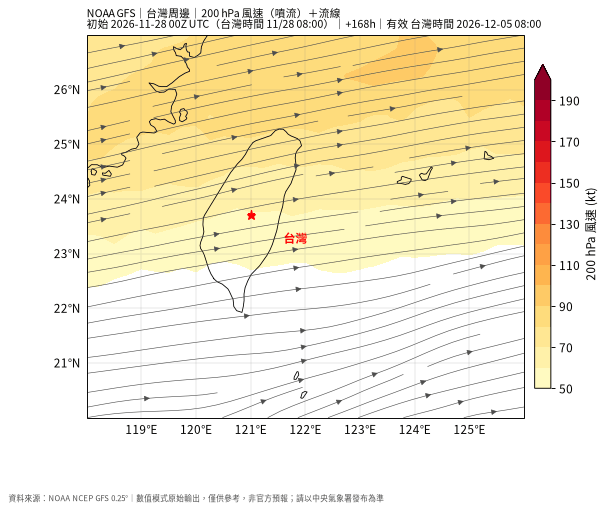 NOAA GFS｜台灣周邊｜200 hPa 風速（噴流）＋流線
初始 2026-11-28 00Z UTC（台灣時間 11/28 08:00）｜+168h｜有效 台灣時間 2026-12-05 08:00
26°N
25°N
24°N
23°N
22°N
21°N
台灣
119°E 120°E 121°E 122°E 123°E 124°E 125°E
190
170
150
130
110
90
70
50
200 hPa 風速 (kt)
資料來源：NOAA NCEP GFS 0.25°｜數值模式原始輸出，僅供參考，非官方預報；請以中央氣象署發布為準